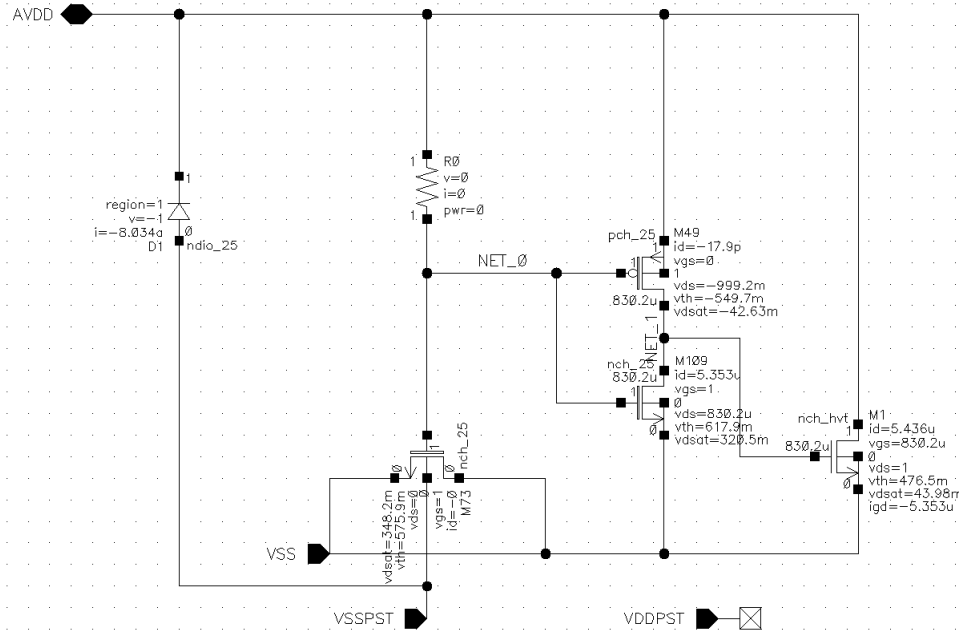 AVDD
1
region=1
v=-1
i=-8.034a
0
D1
ndio_25
1
R0
v=0
i=0
pwr=0
1
NET_0
pch_25
M49
1
id=-17.9p
vgs=0
1
1
vds=-999.2m
830.2u
vth=-549.7m
vdsat=-42.63m
NET_1
nch_25
M109
830.2u
id=5.353u
vgs=1
1
0
vds=830.2u
vth=617.9m
0
vdsat=320.5m
nch_hvt
M1
1
id=5.436u
830.2u
vgs=830.2u
0
vds=1
vth=476.5m
0
vdsat=43.98m
igd=-5.353u
nch_25
1
0
0
0
vdsat=348.2m
vth=575.9m
vds=0
vgs=1
id=-0
M73
VSS
VSSPST
VDDPST